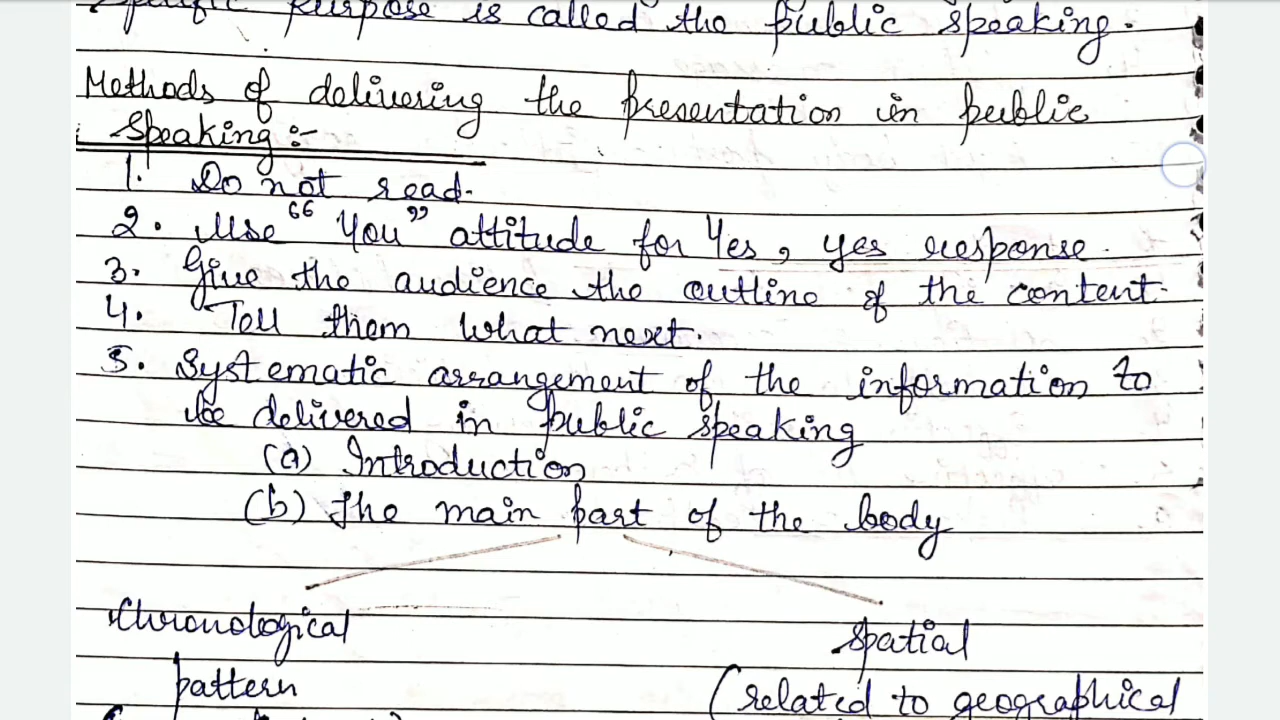 specific purpose is called the public speaking.
Methods of delivering the presentation in public
speaking :-
1. Do not read.
2. Use "You" attitude for Yes, yes response.
3. Give the audience the outline of the content.
4. Tell them what next.
5. Systematic arrangement of the information to
be delivered in public speaking
(a) Introduction
(b) The main part of the body
Chronological
spatial
pattern
(related to geographical